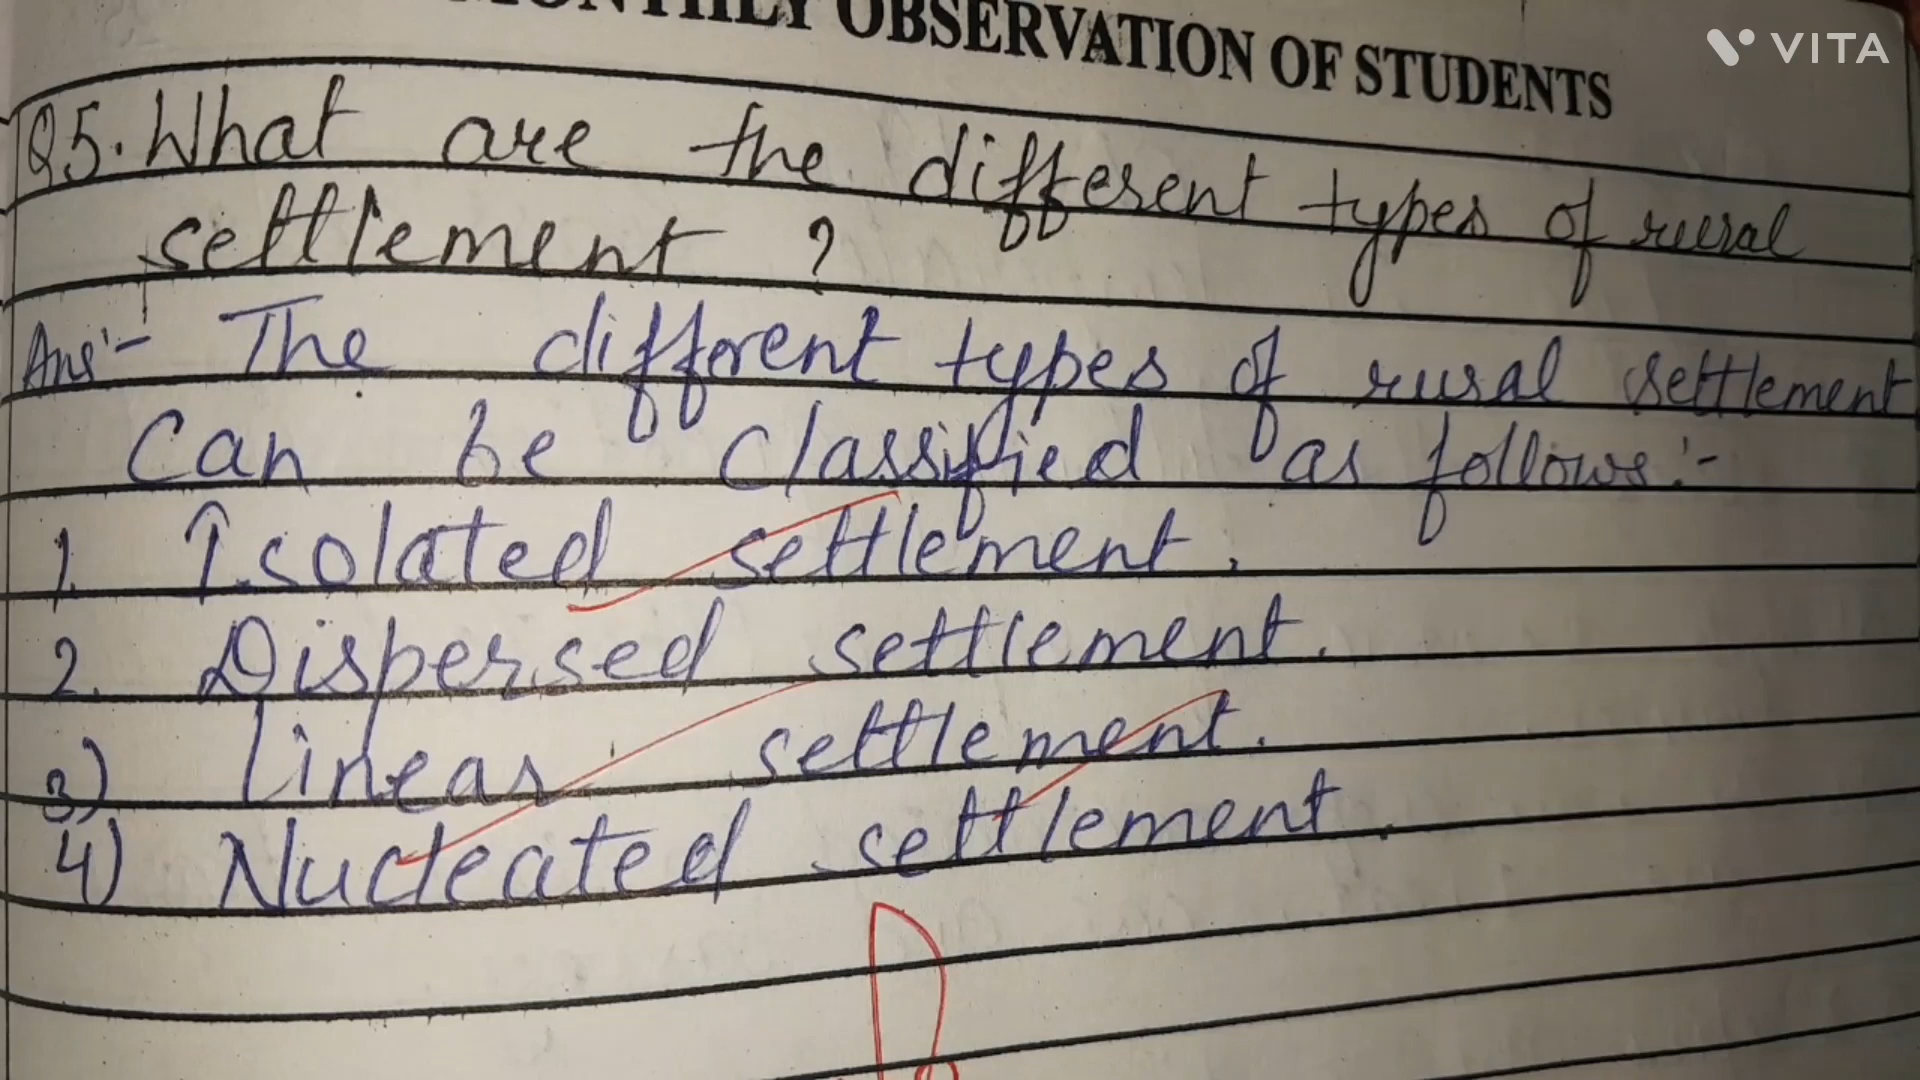 MONTHLY OBSERVATION OF STUDENTS
VITA
Q5. What are the different types of rural
settlement ?
Ans:- The different types of rural settlement
Can be classified as follows:-
1. Isolated settlement.
2. Dispersed settlement.
3) Linear settlement.
4) Nucleated settlement.